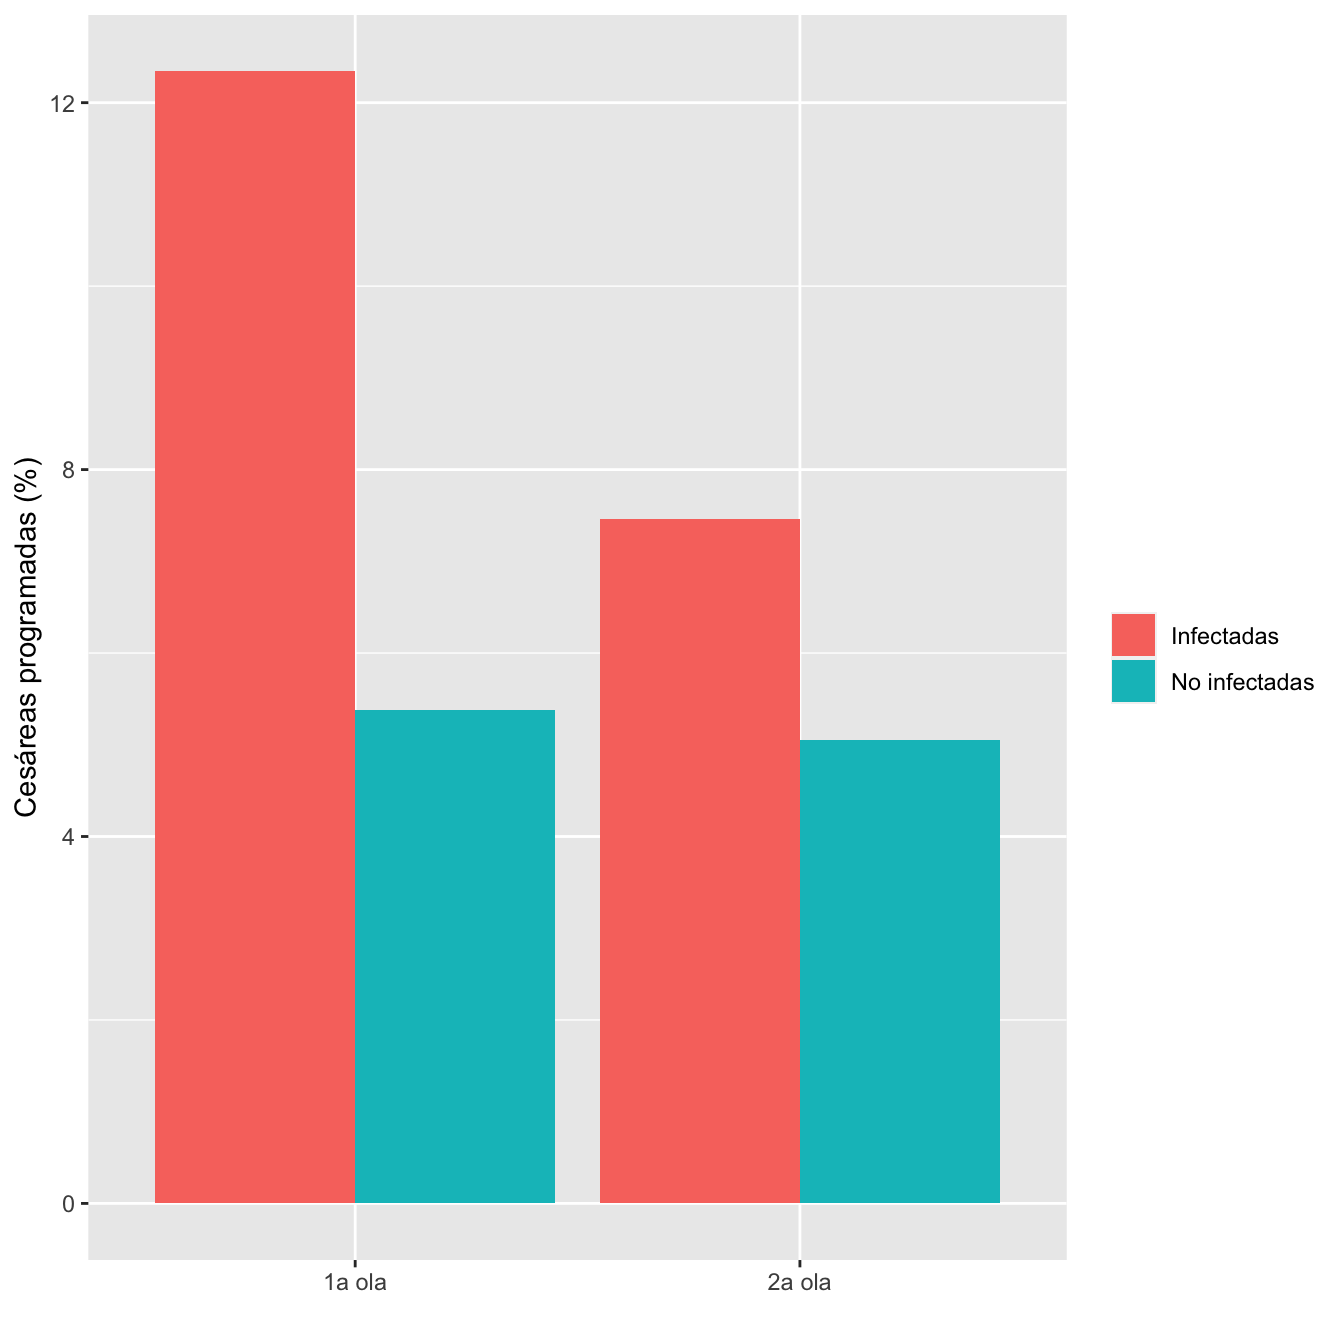 Cesáreas programadas (%)
12
8
4
0
1a ola
2a ola
Infectadas
No infectadas